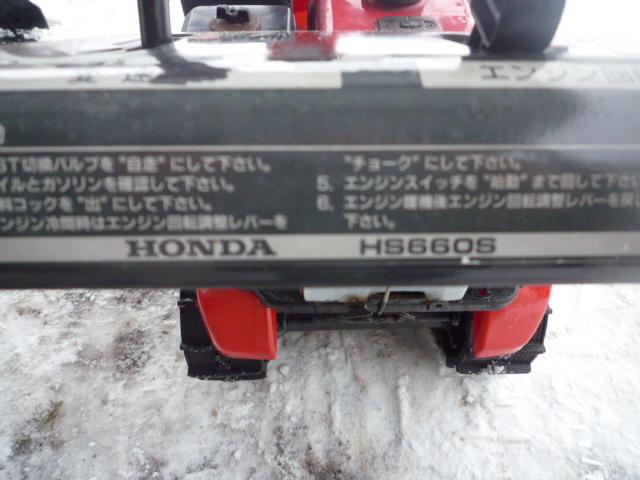 エンジン回
ST切換バルブを "自走" にして下さい。
イルとガソリンを確認して下さい。
料コックを "出" にして下さい。
ンジン冷間時はエンジン回転調整レバーを
"チョーク" にして下さい。
5. エンジンスイッチを "始動" まで回して下さい
6. エンジン暖機後エンジン回転調整レバーを戻し
下さい。
HONDA HS660S